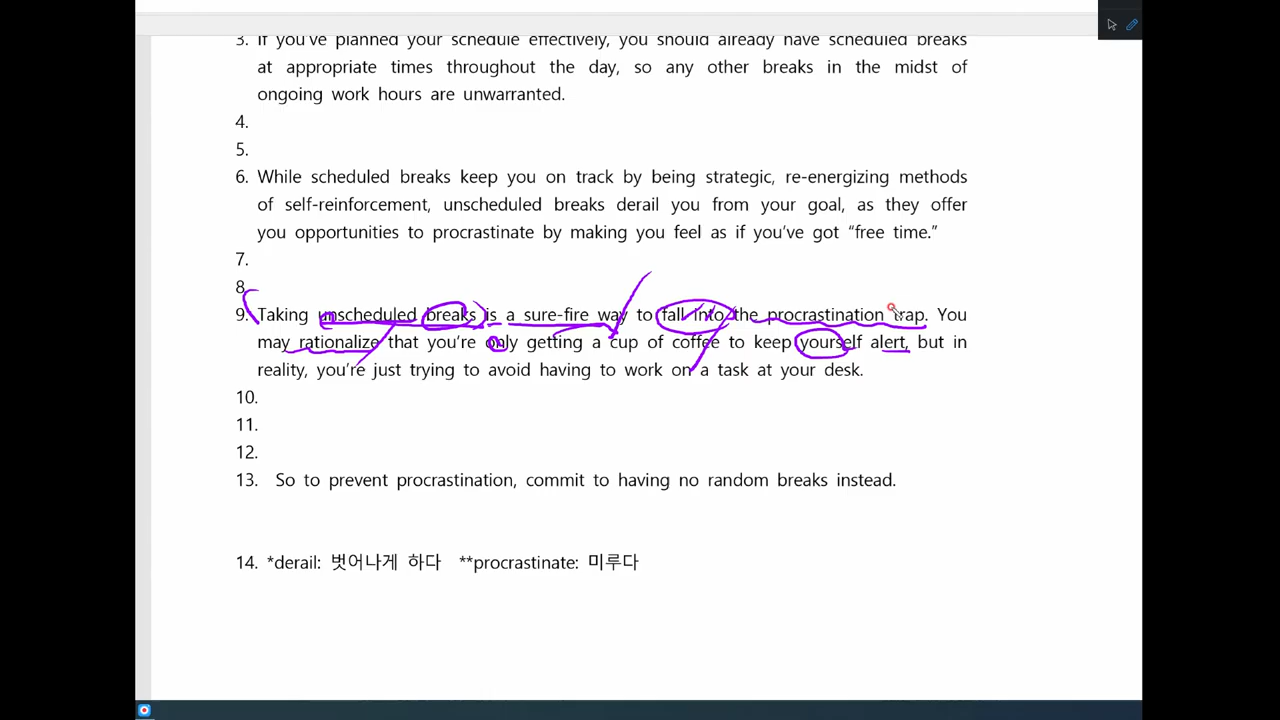 3. If you've planned your schedule effectively, you should already have scheduled breaks
at appropriate times throughout the day, so any other breaks in the midst of
ongoing work hours are unwarranted.
4.
5.
6. While scheduled breaks keep you on track by being strategic, re-energizing methods
of self-reinforcement, unscheduled breaks derail you from your goal, as they offer
you opportunities to procrastinate by making you feel as if you've got “free time.”
7.
8.
9. Taking unscheduled breaks is a sure-fire way to fall into the procrastination trap. You
may rationalize that you're only getting a cup of coffee to keep yourself alert, but in
reality, you're just trying to avoid having to work on a task at your desk.
10.
11.
12.
13. So to prevent procrastination, commit to having no random breaks instead.
14. *derail: 벗어나게 하다 **procrastinate: 미루다